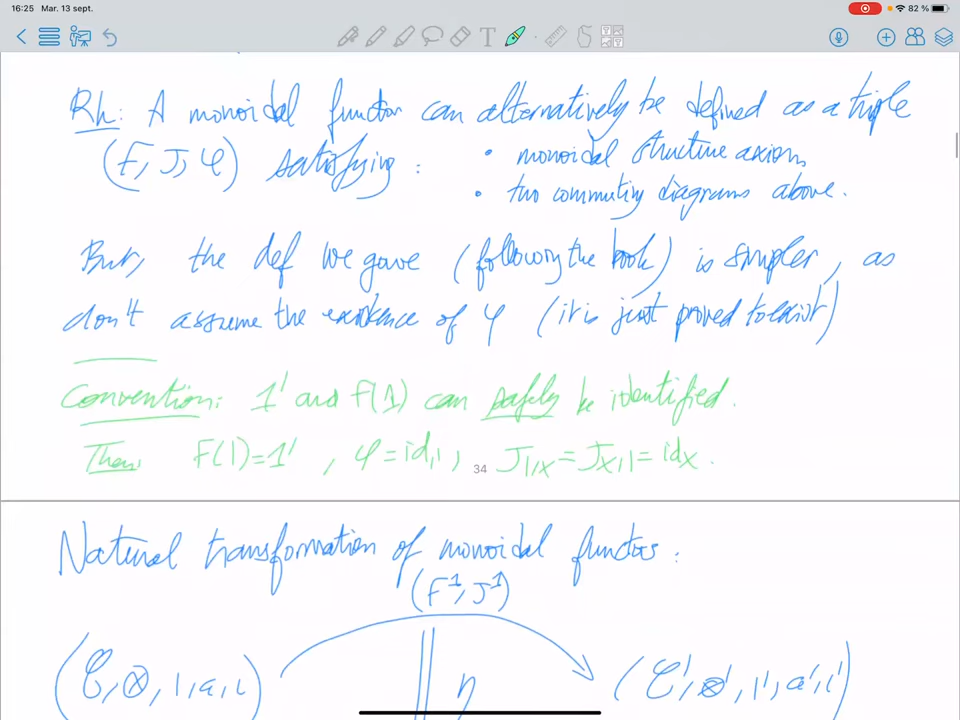 16:25 Mar. 13 sept. 82 %
Rk: A monoidal functor can alternatively be defined as a triple
(F, J, φ) satisfying: • monoidal structure axiom,
• two commuting diagrams above.
But, the def we gave (following the book) is simpler, as
don't assume the existence of φ (it is just proved to exist)
Convention: 1' and F(1) can safely be identified.
Then: F(1)=1', φ=id₁', J₁,X=JX,1=idX.
34
Natural transformation of monoidal functors:
(F¹, J¹)
(C, ⊗, 1, a, ι) η (C', ⊗', 1', a', ι')